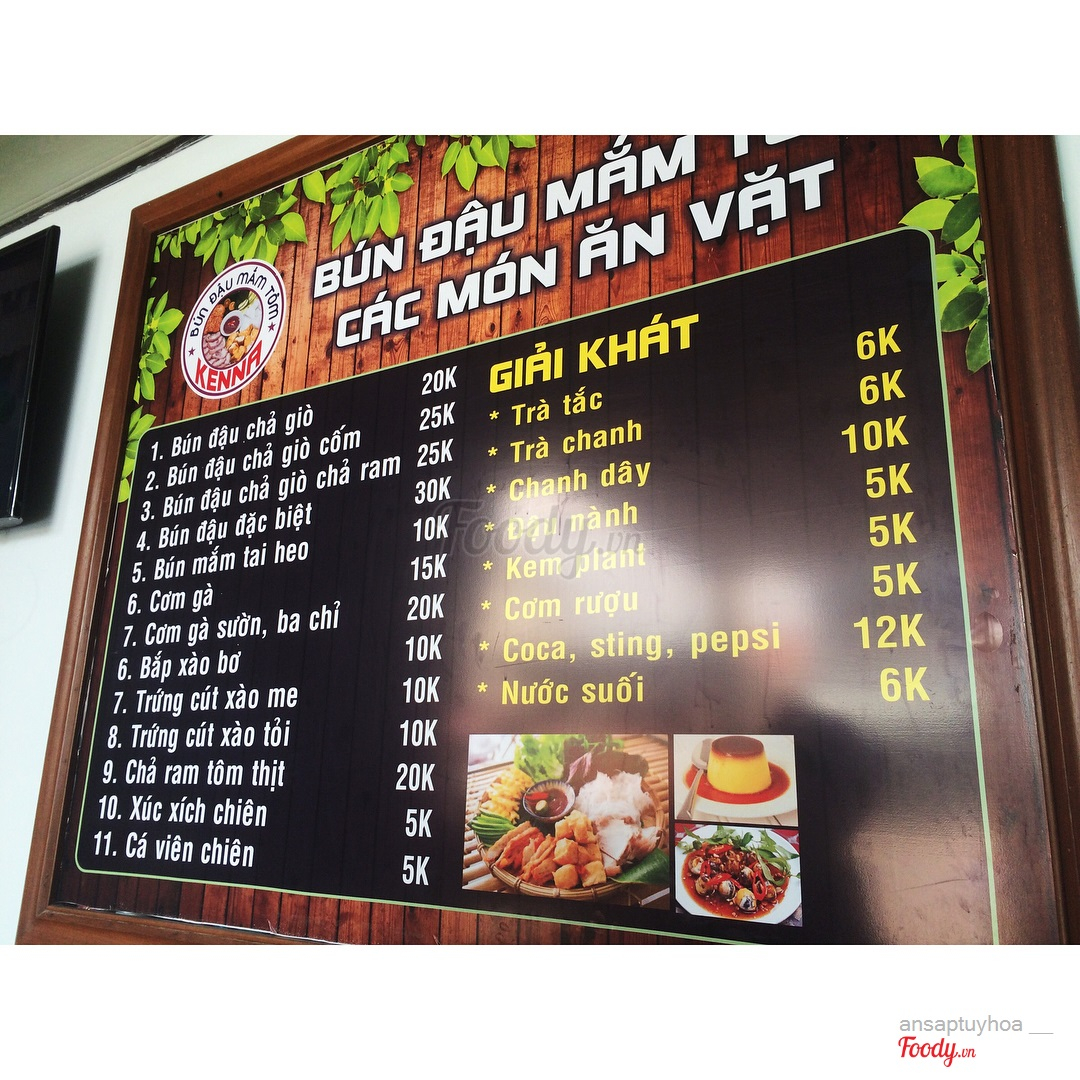 BÚN ĐẬU MẮM
CÁC MÓN ĂN VẶT
BÚN ĐẬU MẮM TÔM
KENNA
1. Bún đậu chả giò 20K
2. Bún đậu chả giò cốm 25K
3. Bún đậu chả giò chả ram 25K
4. Bún đậu đặc biệt 30K
5. Bún mắm tai heo 10K
6. Cơm gà 15K
7. Cơm gà sườn, ba chỉ 20K
6. Bắp xào bơ 10K
7. Trứng cút xào me 10K
8. Trứng cút xào tỏi 10K
9. Chả ram tôm thịt 20K
10. Xúc xích chiên 5K
11. Cá viên chiên 5K
GIẢI KHÁT
* Trà tắc 6K
* Trà chanh 6K
* Chanh dây 10K
* Đậu nành 5K
* Kem plant 5K
* Cơm rượu 5K
* Coca, sting, pepsi 12K
* Nước suối 6K
Foody.vn
ansaptuyhoa __
Foody.vn